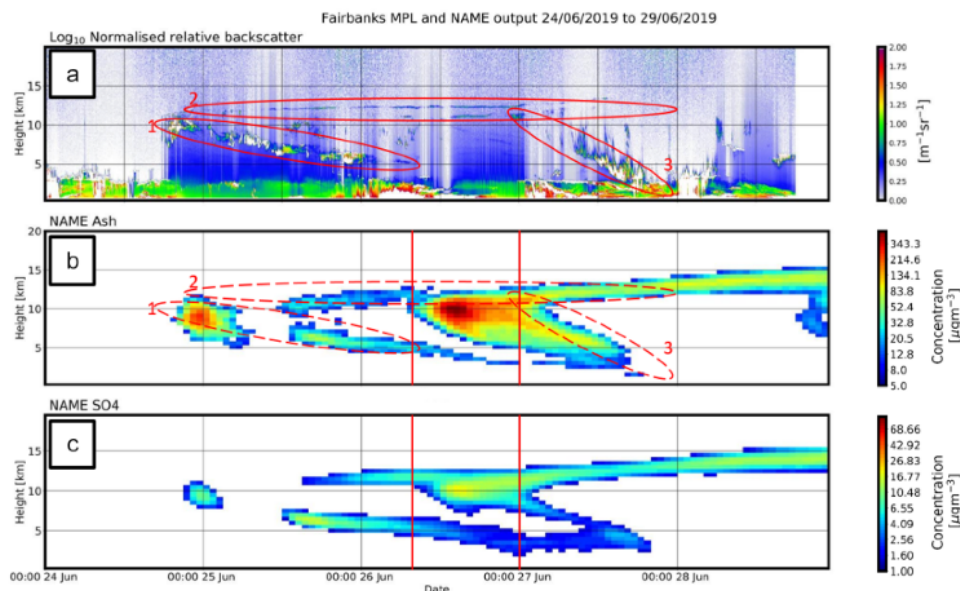 Fairbanks MPL and NAME output 24/06/2019 to 29/06/2019
Log₁₀ Normalised relative backscatter
a
Height [km]
15
10
5
1
2
3
2.00
1.75
1.50
1.25
1.00
0.75
0.50
0.25
0.00
[m⁻¹sr⁻¹]
NAME Ash
b
Height [km]
20
15
10
5
1
2
3
343.3
214.6
134.1
83.8
52.4
32.8
20.5
12.8
8.0
5.0
Concentration
[μgm⁻³]
NAME SO4
c
Height [km]
15
10
5
68.66
42.92
26.83
16.77
10.48
6.55
4.09
2.56
1.60
1.00
Concentration
[μgm⁻³]
00:00 24 Jun
00:00 25 Jun
00:00 26 Jun
00:00 27 Jun
00:00 28 Jun
Date